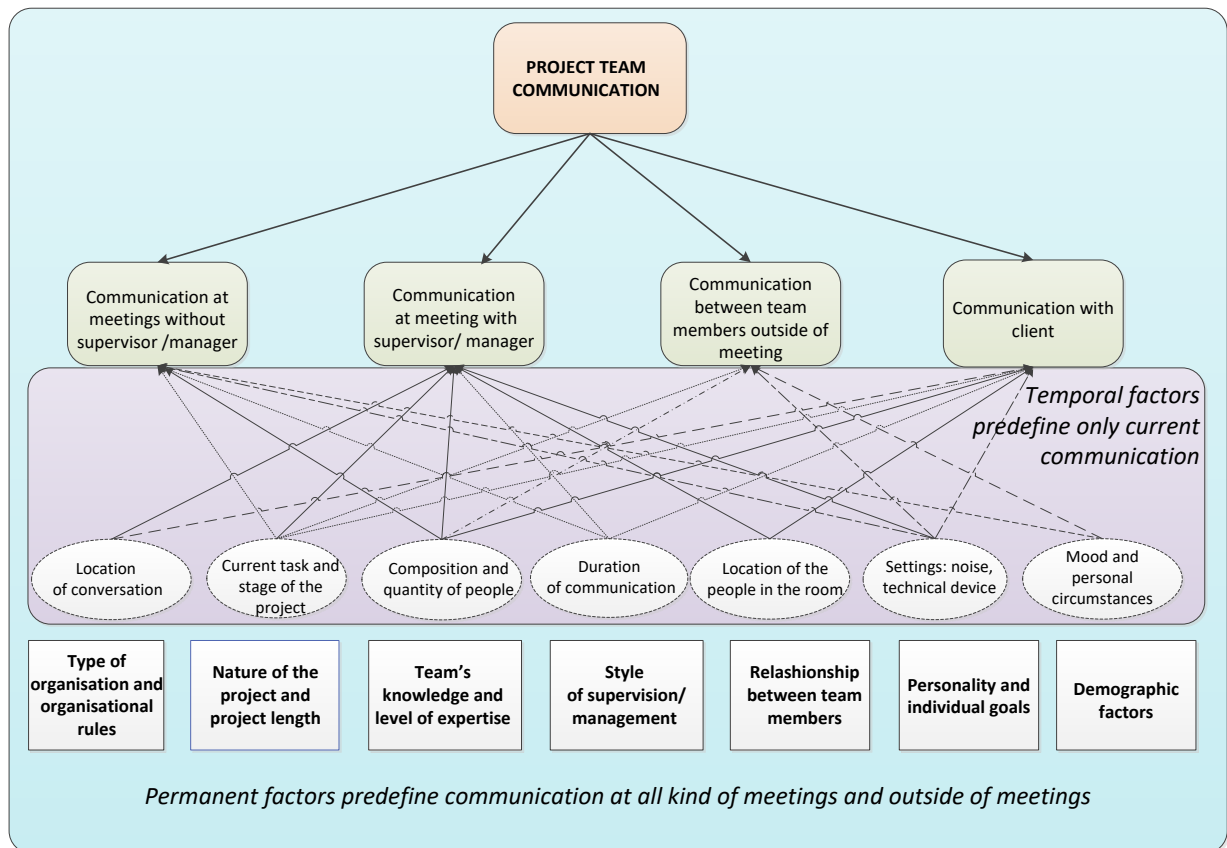 PROJECT TEAM
COMMUNICATION
Communication at
meetings without
supervisor /manager
Communication
at meeting with
supervisor/ manager
Communication
between team
members outside of
meeting
Communication with
client
Temporal factors
predefine only current
communication
Location
of conversation
Current task and
stage of the
project
Composition and
quantity of people
Duration
of communication
Location of the
people in the room
Settings: noise,
technical device
Mood and
personal
circumstances
Type of
organisation and
organisational
rules
Nature of the
project and
project length
Team's
knowledge and
level of expertise
Style
of supervision/
management
Relashionship
between team
members
Personality and
individual goals
Demographic
factors
Permanent factors predefine communication at all kind of meetings and outside of meetings